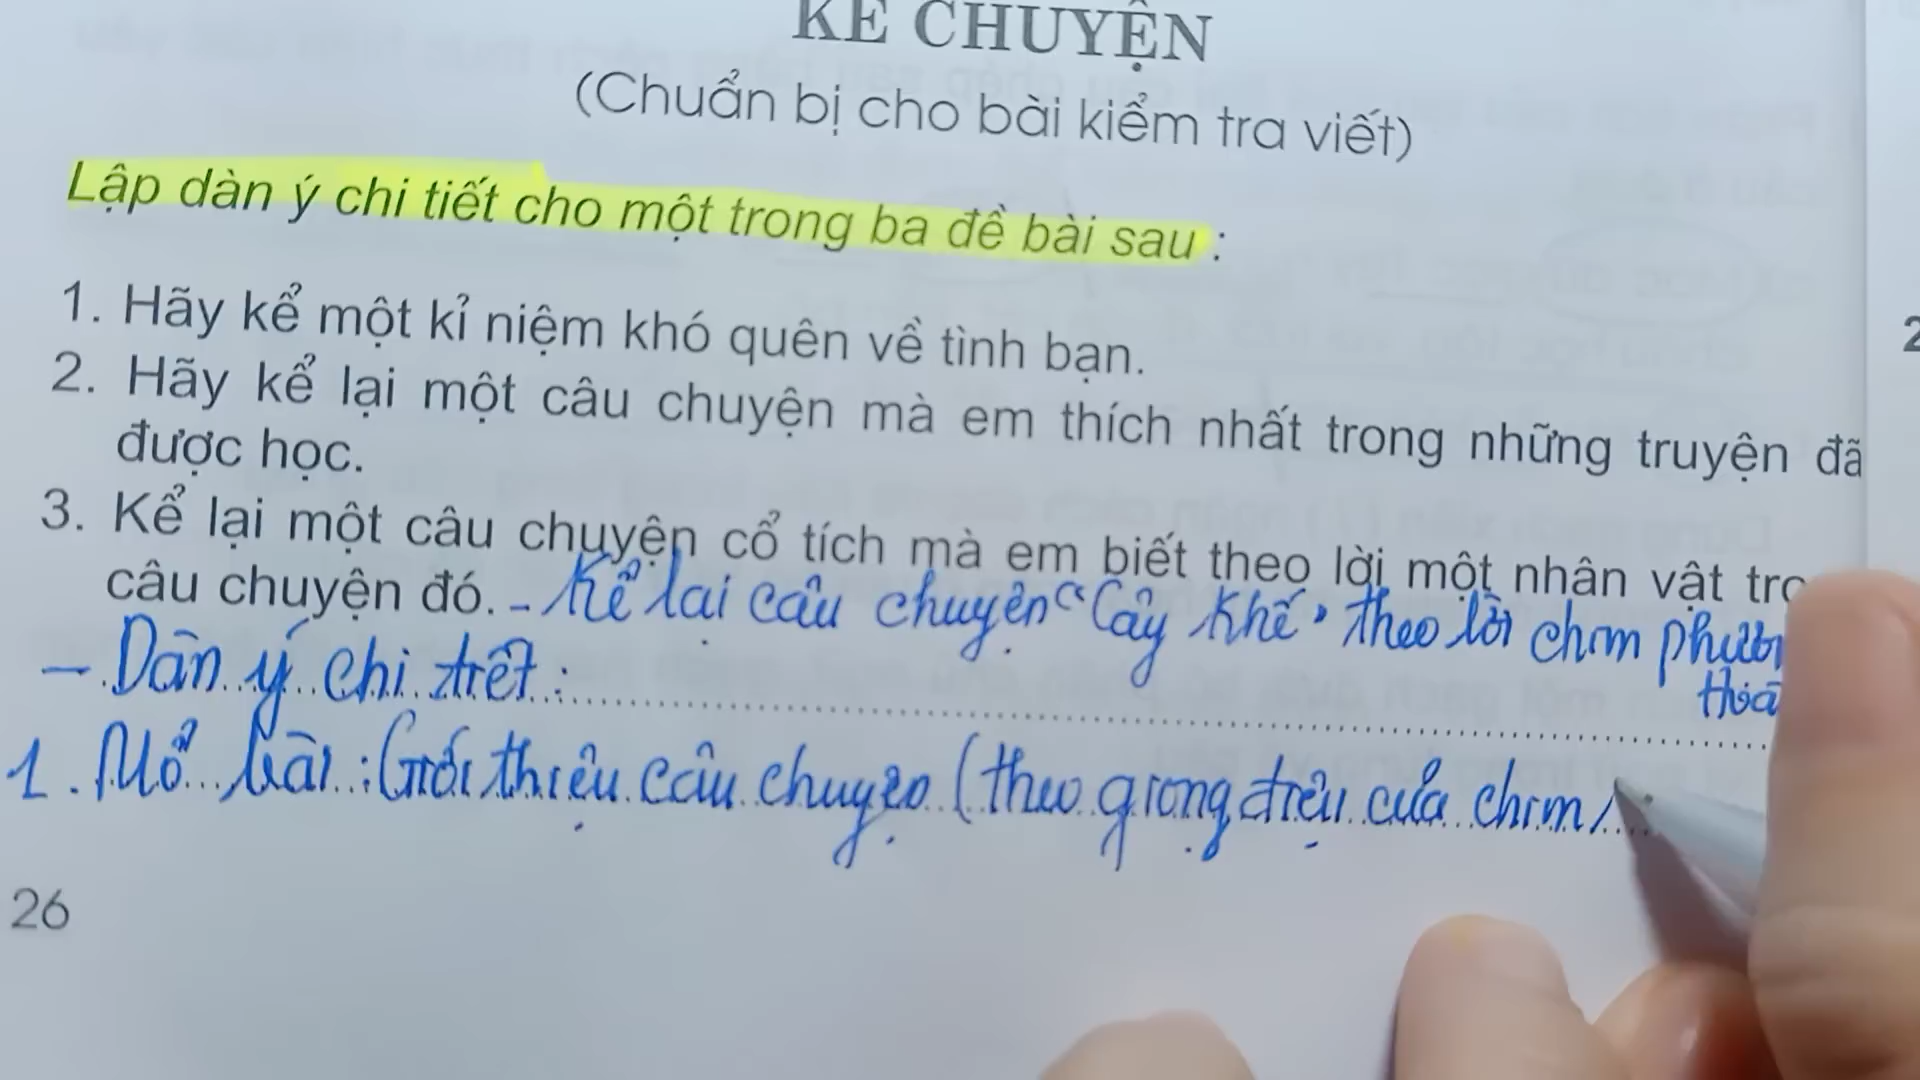 KỂ CHUYỆN
(Chuẩn bị cho bài kiểm tra viết)
Lập dàn ý chi tiết cho một trong ba đề bài sau :
1. Hãy kể một kỉ niệm khó quên về tình bạn.
2. Hãy kể lại một câu chuyện mà em thích nhất trong những truyện đã
được học.
3. Kể lại một câu chuyện cổ tích mà em biết theo lời một nhân vật tro
câu chuyện đó. - Kể lại câu chuyện "Cây Khế" theo lời chim phượn
- Dàn ý chi tiết : thoà
1. Mở bài : Giới thiệu câu chuyện (theo giọng điệu của chim)
26
2